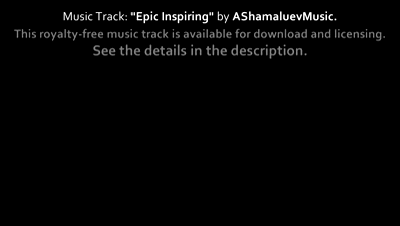 Music Track: "Epic Inspiring" by AShamaluevMusic.
This royalty-free music track is available for download and licensing.
See the details in the description.